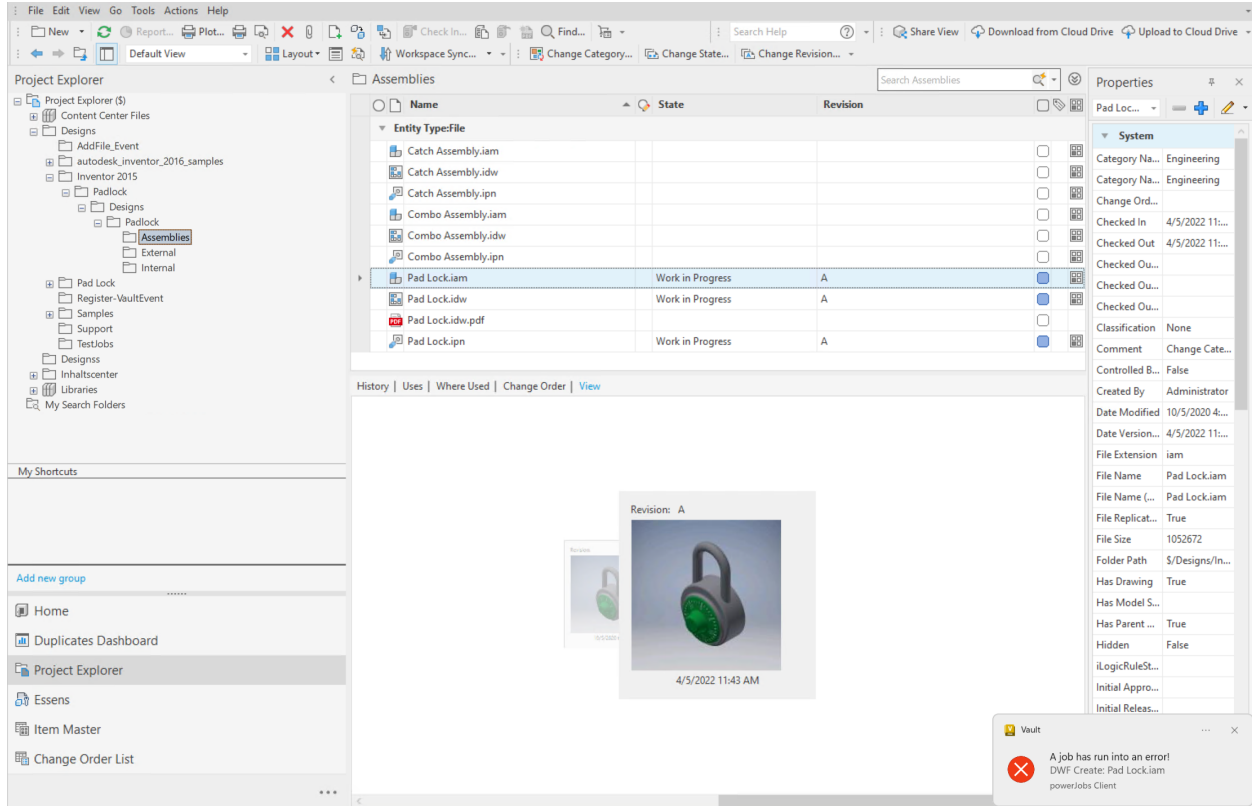 File Edit View Go Tools Actions Help
New Report... Plot... Check In... Find... Search Help Share View Download from Cloud Drive Upload to Cloud Drive
Default View Layout Workspace Sync... Change Category... Change State... Change Revision...
Project Explorer
Project Explorer ($)
Content Center Files
Designs
AddFile_Event
autodesk_inventor_2016_samples
Inventor 2015
Padlock
Designs
Padlock
Assemblies
External
Internal
Pad Lock
Register-VaultEvent
Samples
Support
TestJobs
Designss
Inhaltscenter
Libraries
My Search Folders
My Shortcuts
Add new group
Home
Duplicates Dashboard
Project Explorer
Essens
Item Master
Change Order List
Assemblies Search Assemblies
Name State Revision
Entity Type:File
Catch Assembly.iam
Catch Assembly.idw
Catch Assembly.ipn
Combo Assembly.iam
Combo Assembly.idw
Combo Assembly.ipn
Pad Lock.iam Work in Progress A
Pad Lock.idw Work in Progress A
PDF Pad Lock.idw.pdf
Pad Lock.ipn Work in Progress A
History | Uses | Where Used | Change Order | View
Revision: A
4/5/2022 11:43 AM
Revision:
Properties
Pad Loc...
System
Category Na... Engineering
Category Na... Engineering
Change Ord...
Checked In 4/5/2022 11:...
Checked Out 4/5/2022 11:...
Checked Ou...
Checked Ou...
Checked Ou...
Classification None
Comment Change Cate...
Controlled B... False
Created By Administrator
Date Modified 10/5/2020 4:...
Date Version... 4/5/2022 11:...
File Extension iam
File Name Pad Lock.iam
File Name (... Pad Lock.iam
File Replicat... True
File Size 1052672
Folder Path $/Designs/In...
Has Drawing True
Has Model S...
Has Parent ... True
Hidden False
iLogicRuleSt...
Initial Appro...
Initial Releas...
Vault
A job has run into an error!
DWF Create: Pad Lock.iam
powerJobs Client